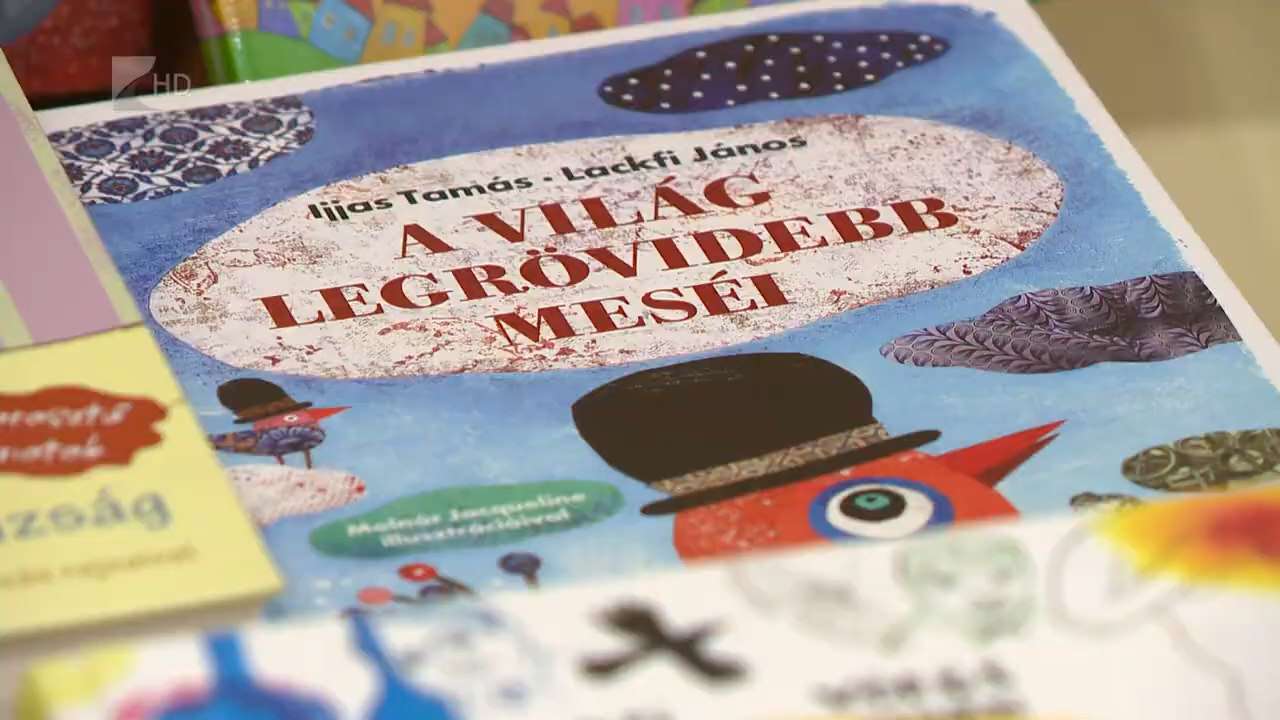 HD
Ijjas Tamás · Lackfi János
A VILÁG
LEGRÖVIDEBB
MESÉI
Molnár Jacqueline
illusztrációival